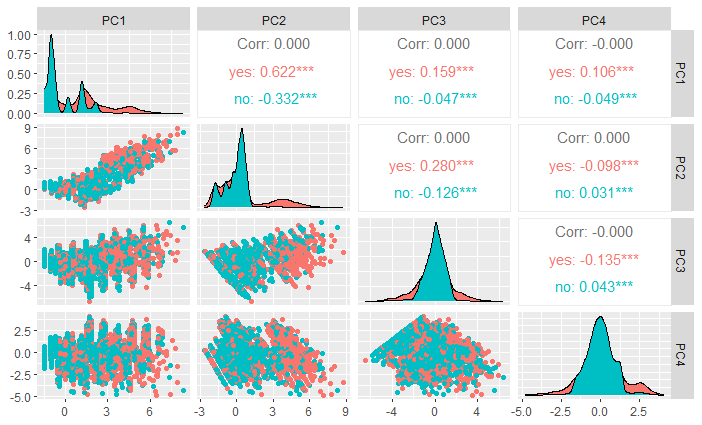 PC1 PC2 PC3 PC4
1.00
0.75
0.50
0.25
0.00
Corr: 0.000 Corr: 0.000 Corr: -0.000
yes: 0.622*** yes: 0.159*** yes: 0.106***
no: -0.332*** no: -0.047*** no: -0.049***
PC1
9
6
3
0
-3
Corr: 0.000 Corr: 0.000
yes: 0.280*** yes: -0.098***
no: -0.126*** no: 0.031***
PC2
4
0
-4
Corr: -0.000
yes: -0.135***
no: 0.043***
PC3
2.5
0.0
-2.5
-5.0
PC4
0 3 6 -3 0 3 6 9 -4 0 4 -5.0 -2.5 0.0 2.5